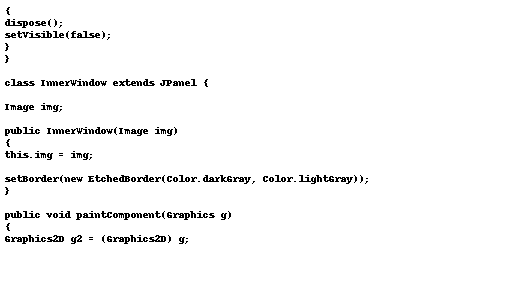 {
dispose();
setVisible(false);
}
}
class InnerWindow extends JPanel {
Image img;
public InnerWindow(Image img)
{
this.img = img;
setBorder(new EtchedBorder(Color.darkGray, Color.lightGray));
}
public void paintComponent(Graphics g)
{
Graphics2D g2 = (Graphics2D) g;